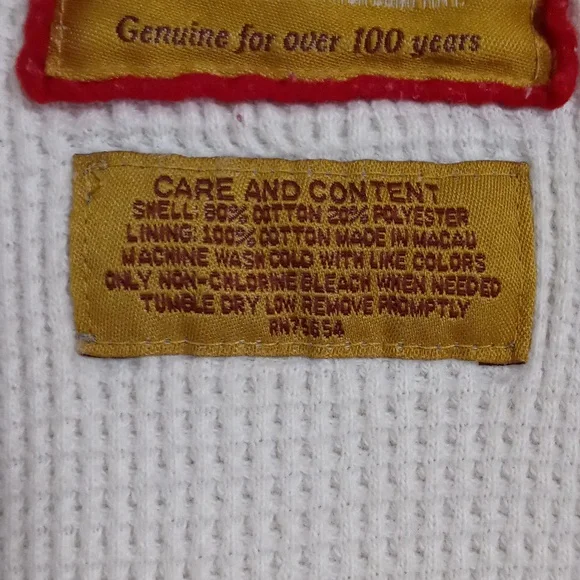 Genuine for over 100 years
CARE AND CONTENT
SHELL: 80% COTTON 20% POLYESTER
LINING: 100% COTTON MADE IN MACAU
MACHINE WASH COLD WITH LIKE COLORS
ONLY NON-CHLORINE BLEACH WHEN NEEDED
TUMBLE DRY LOW REMOVE PROMPTLY
RN75654